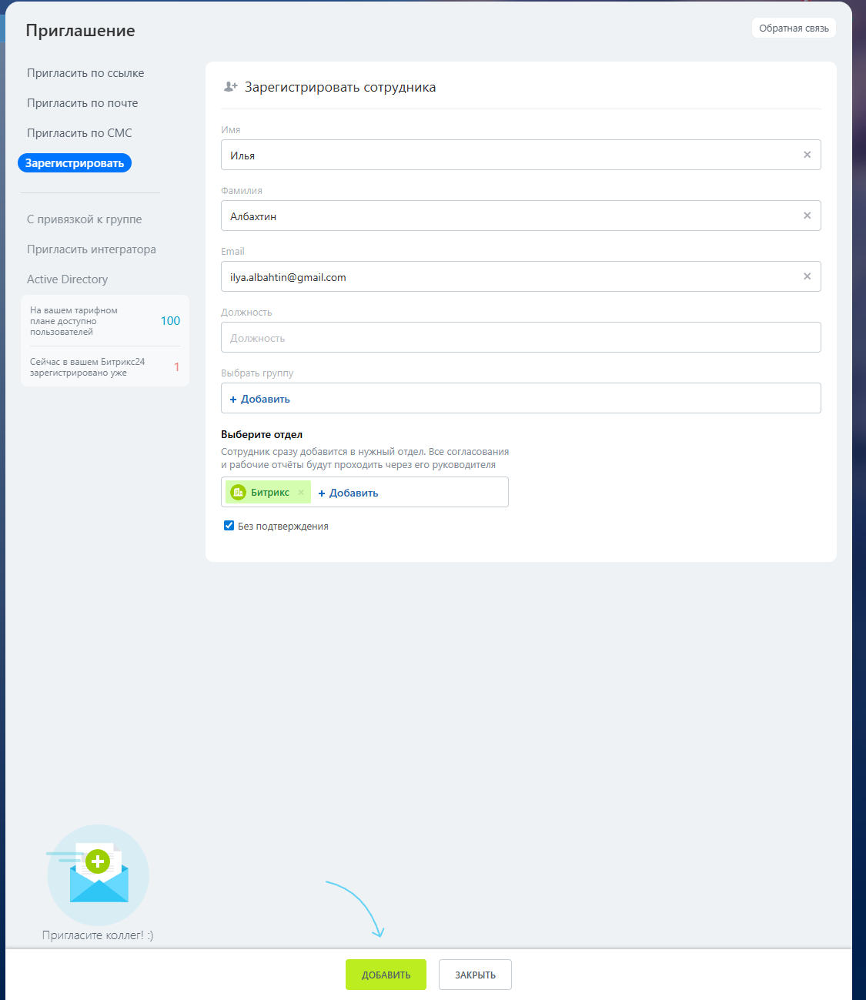 Приглашение
Обратная связь
Пригласить по ссылке
Пригласить по почте
Пригласить по СМС
Зарегистрировать
С привязкой к группе
Пригласить интегратора
Active Directory
На вашем тарифном
плане доступно
пользователей
100
Сейчас в вашем Битрикс24
зарегистрировано уже
1
Зарегистрировать сотрудника
Имя
Илья
Фамилия
Албахтин
Email
ilya.albahtin@gmail.com
Должность
Должность
Выбрать группу
+ Добавить
Выберите отдел
Сотрудник сразу добавится в нужный отдел. Все согласования
и рабочие отчёты будут проходить через его руководителя
Битрикс × + Добавить
Без подтверждения
Пригласите коллег! :)
ДОБАВИТЬ
ЗАКРЫТЬ